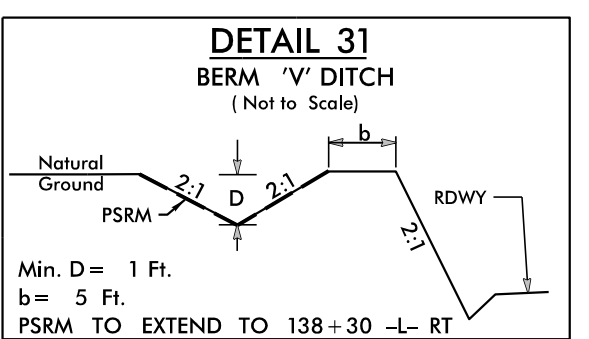 DETAIL 31
BERM 'V' DITCH
( Not to Scale)
b
Natural
Ground
2:1
D
2:1
PSRM
RDWY
2:1
Min. D = 1 Ft.
b = 5 Ft.
PSRM TO EXTEND TO 138+30 -L- RT